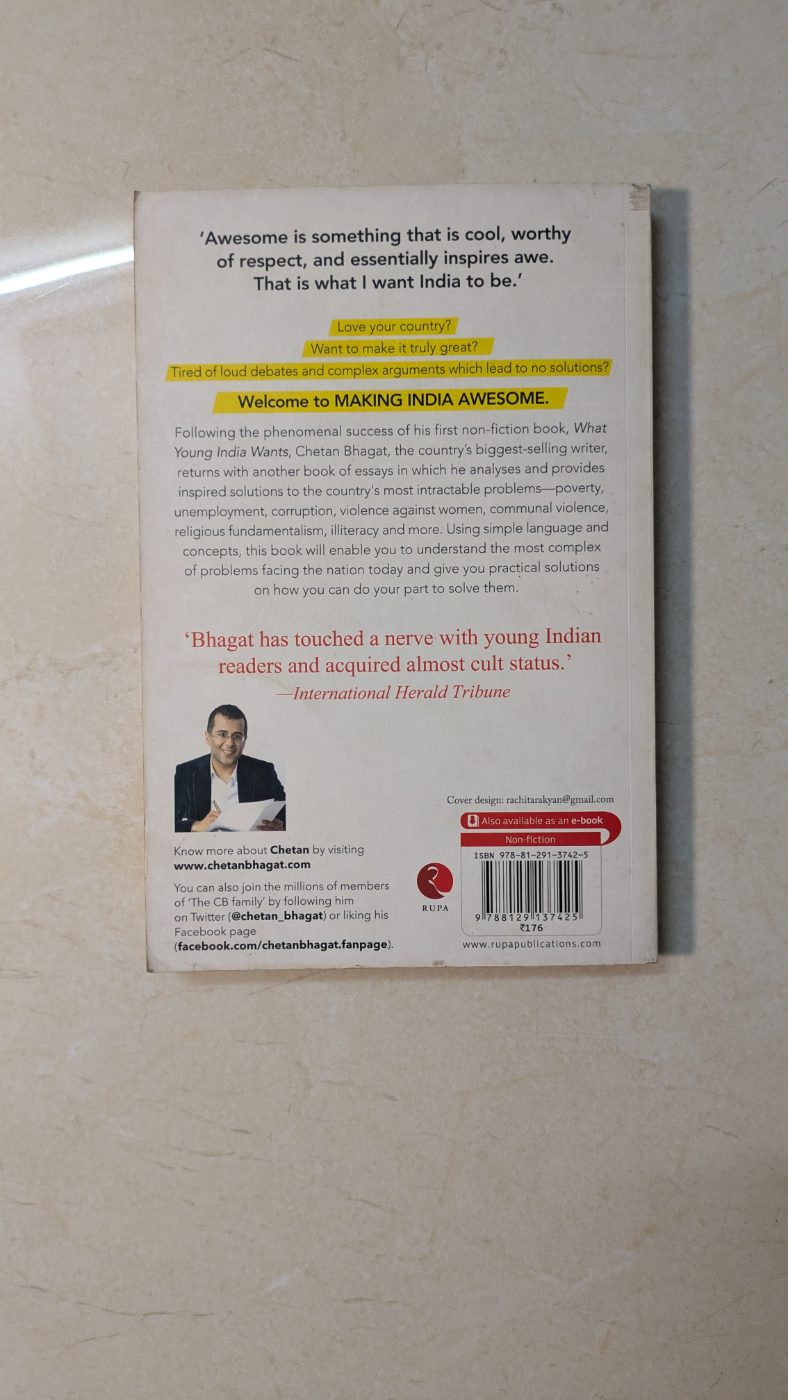 ‘Awesome is something that is cool, worthy
of respect, and essentially inspires awe.
That is what I want India to be.’
Love your country?
Want to make it truly great?
Tired of loud debates and complex arguments which lead to no solutions?
Welcome to MAKING INDIA AWESOME.
Following the phenomenal success of his first non-fiction book, What
Young India Wants, Chetan Bhagat, the country's biggest-selling writer,
returns with another book of essays in which he analyses and provides
inspired solutions to the country's most intractable problems—poverty,
unemployment, corruption, violence against women, communal violence,
religious fundamentalism, illiteracy and more. Using simple language and
concepts, this book will enable you to understand the most complex
of problems facing the nation today and give you practical solutions
on how you can do your part to solve them.
‘Bhagat has touched a nerve with young Indian
readers and acquired almost cult status.’
—International Herald Tribune
Know more about Chetan by visiting
www.chetanbhagat.com
You can also join the millions of members
of ‘The CB family’ by following him
on Twitter (@chetan_bhagat) or liking his
Facebook page
(facebook.com/chetanbhagat.fanpage).
RUPA
Cover design: rachitarakyan@gmail.com
Also available as an e-book
Non-fiction
ISBN 978-81-291-3742-5
9 788129 137425
₹176
www.rupapublications.com